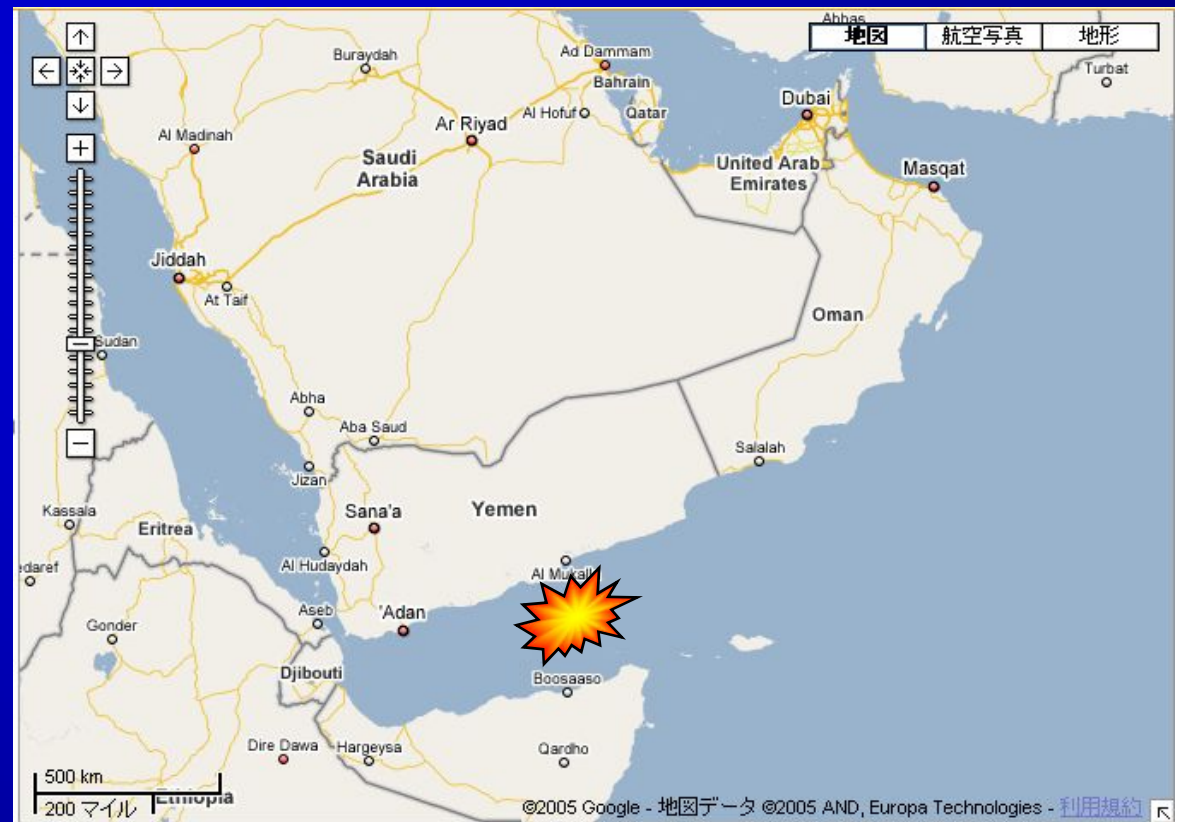 Abhas
地図 航空写真 地形
Buraydah
Ad Dammam
Bahrain
Turbat
Dubai
Al Hofuf
Qatar
Al Madinah
Ar Riyad
Saudi
Arabia
United Arab
Emirates
Masqat
Jiddah
At Taif
Oman
Sudan
Abha
Aba Saud
Salalah
Jizan
Kassala
Sana'a
Yemen
Eritrea
Al Hudaydah
edaref
Al Mukall
Aseb
'Adan
Gonder
Djibouti
Boosaaso
Dire Dawa
Hargeysa
Qardho
500 km
200 マイル
Ethiopia
©2005 Google - 地図データ ©2005 AND, Europa Technologies - 利用規約